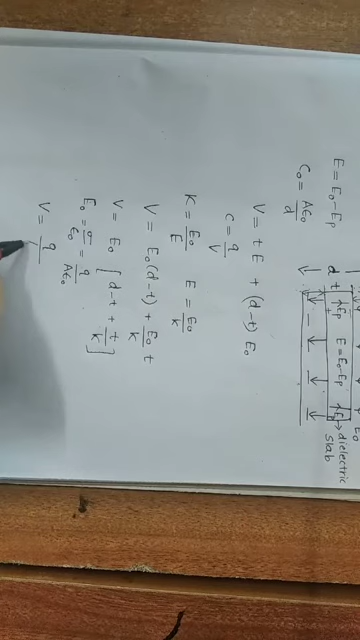 E₀
E = E₀ - Eₚ
d t ↑Eₚ E = E₀ - Eₚ ↑Eₚ → dielectric slab
C₀ = Aε₀/d
V = t E + (d-t) E₀
C = q/V
K = E₀/E E = E₀/K
V = E₀ (d-t) + E₀/K t
V = E₀ [d-t + t/K]
E₀ = σ/ε₀ = q/Aε₀
V = q/